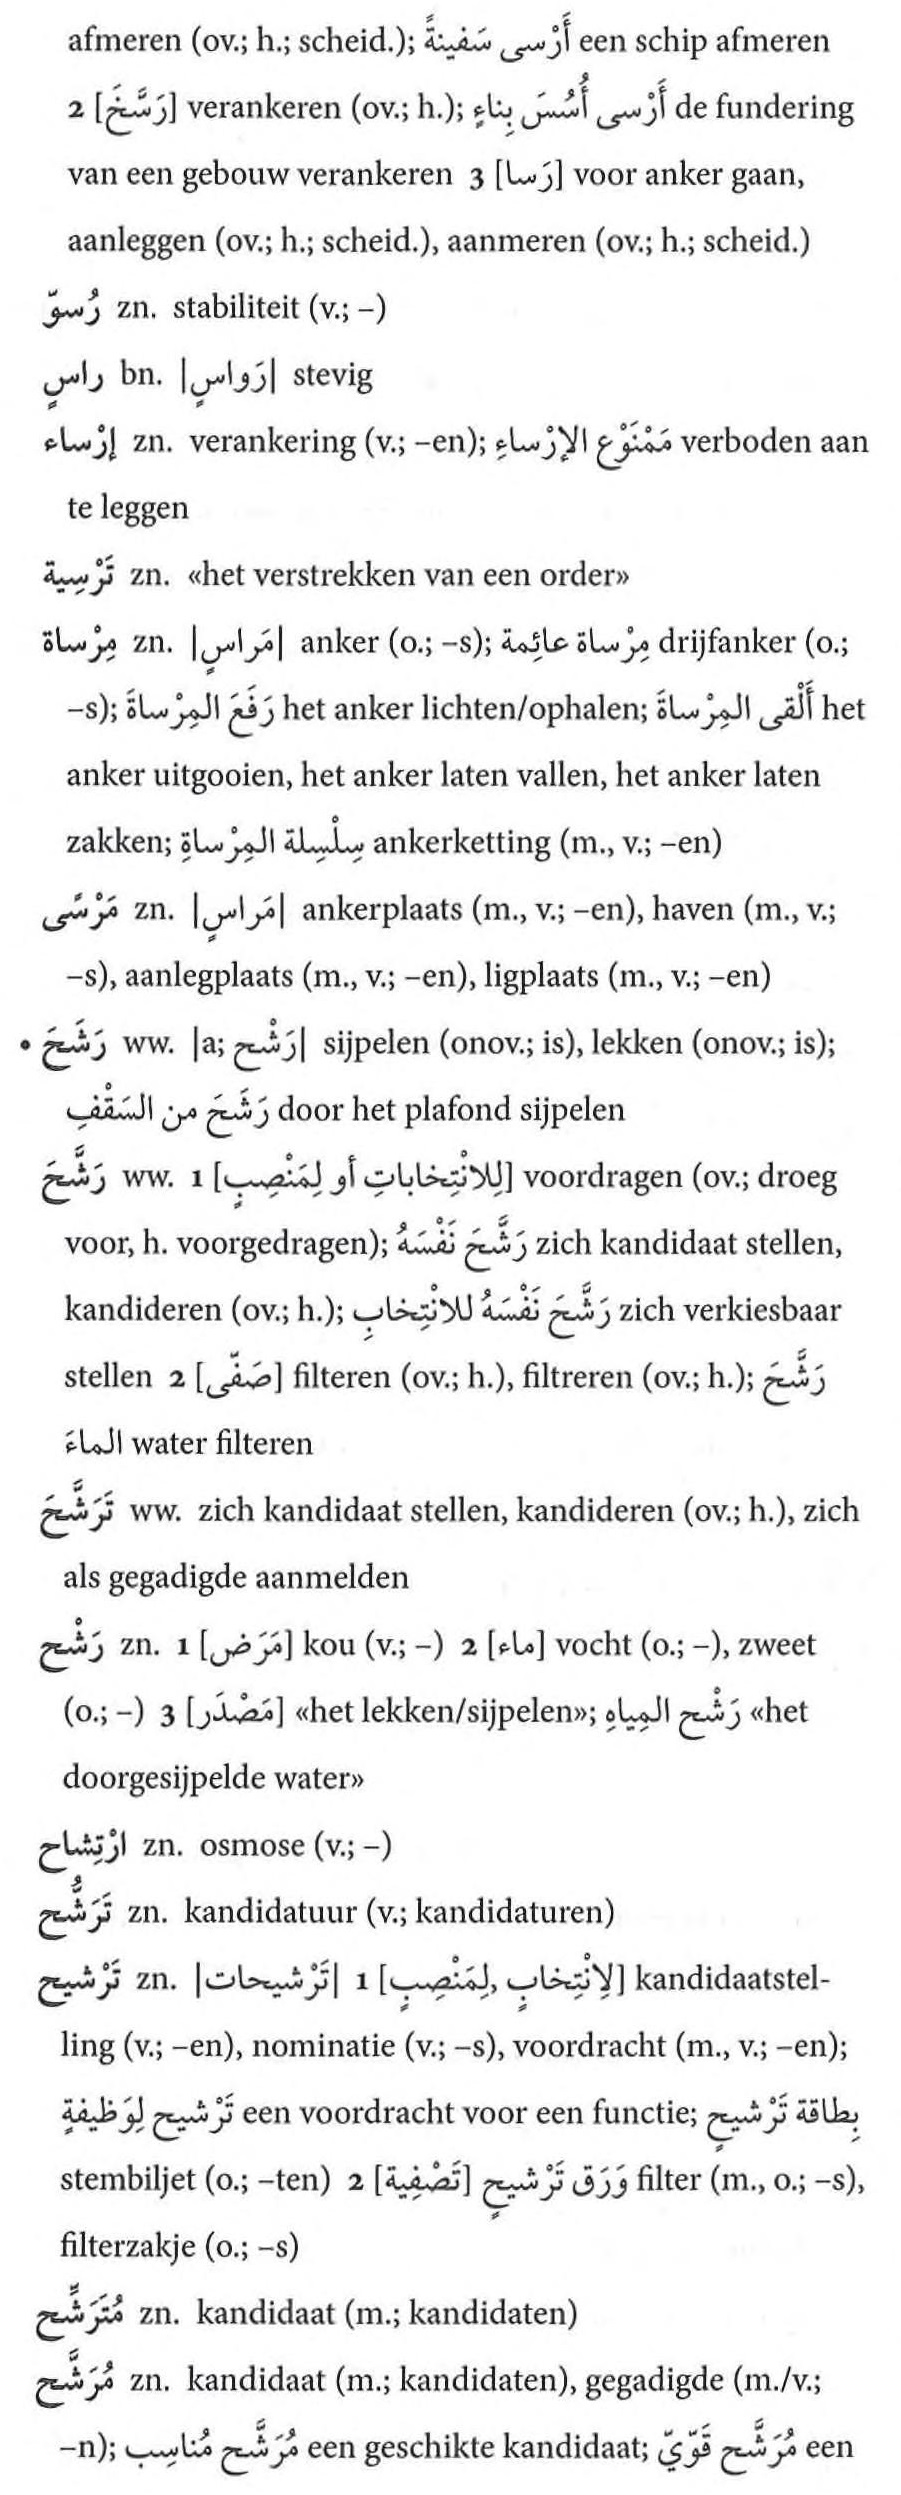 afmeren (ov.; h.; scheid.); أَرْسى سَفينةً een schip afmeren
2 [رَسَّخَ] verankeren (ov.; h.); أَرْسى أُسُسَ بِناءٍ de fundering
van een gebouw verankeren 3 [رَسا] voor anker gaan,
aanleggen (ov.; h.; scheid.), aanmeren (ov.; h.; scheid.)
رُسوّ zn. stabiliteit (v.; –)
راسٍ bn. |رَواسٍ| stevig
إرْساء zn. verankering (v.; –en); مَمْنَوْع الإرْساءِ verboden aan
te leggen
تَرْسِية zn. «het verstrekken van een order»
مِرْساة zn. |مَراسٍ| anker (o.; –s); مِرْساة عائِمة drijfanker (o.;
–s); رَفَعَ المِرْساةَ het anker lichten/ophalen; أَلْقى المِرْساةَ het
anker uitgooien, het anker laten vallen, het anker laten
zakken; سِلْسِلة المِرْساةِ ankerketting (m., v.; –en)
مَرْسًى zn. |مَراسٍ| ankerplaats (m., v.; –en), haven (m., v.;
–s), aanlegplaats (m., v.; –en), ligplaats (m., v.; –en)
• رَشَحَ ww. |a; رَشْح| sijpelen (onov.; is), lekken (onov.; is);
رَشَحَ من السَقْفِ door het plafond sijpelen
رَشَّحَ ww. 1 [لِلانْتِخاباتِ أو لِمَنْصِبٍ] voordragen (ov.; droeg
voor, h. voorgedragen); رَشَّحَ نَفْسَهُ zich kandidaat stellen,
kandideren (ov.; h.); رَشَّحَ نَفْسَهُ للانْتِخابِ zich verkiesbaar
stellen 2 [صَفّى] filteren (ov.; h.), filtreren (ov.; h.); رَشَّحَ
الماءَ water filteren
تَرَشَّحَ ww. zich kandidaat stellen, kandideren (ov.; h.), zich
als gegadigde aanmelden
رَشْح zn. 1 [مَرَض] kou (v.; –) 2 [ماء] vocht (o.; –), zweet
(o.; –) 3 [مَصْدَر] «het lekken/sijpelen»; رَشْح المِياهِ «het
doorgesijpelde water»
ارْتِشاح zn. osmose (v.; –)
تَرَشُّح zn. kandidatuur (v.; kandidaturen)
تَرْشيح zn. |تَرْشيحات| 1 [لِانْتِخابٍ, لِمَنْصِبٍ] kandidaatstel-
ling (v.; –en), nominatie (v.; –s), voordracht (m., v.; –en);
تَرْشيح لِوَظيفةٍ een voordracht voor een functie; بِطاقة تَرْشيحٍ
stembiljet (o.; –ten) 2 [تَصْفِية] وَرَق تَرْشيحٍ filter (m., o.; –s),
filterzakje (o.; –s)
مُتَرَشِّح zn. kandidaat (m.; kandidaten)
مُرَشَّح zn. kandidaat (m.; kandidaten), gegadigde (m./v.;
–n); مُرَشَّح مُناسِب een geschikte kandidaat; مُرَشَّح قَوّيّ een